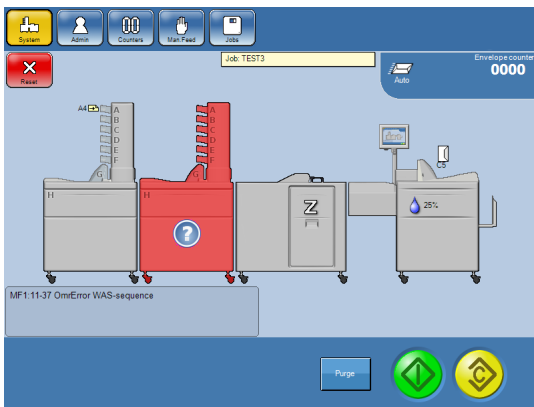 System
Admin
Counters
Man.Feed
Jobs
Reset
Job: TEST3
Auto
Envelope counter
0000
A4
A
B
C
D
E
F
G
H
A
B
C
D
E
F
G
H
?
Z
C5
25%
MF1:11-37 OmrError WAS-sequence
Purge
C